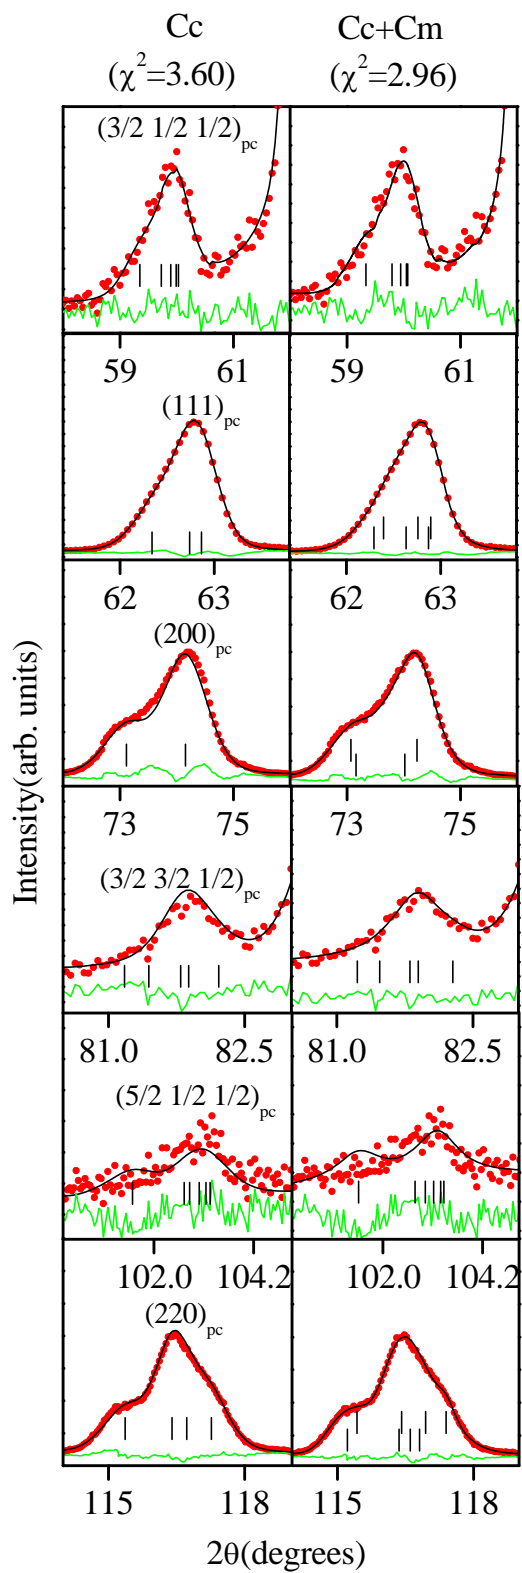 Cc Cc+Cm
(χ²=3.60) (χ²=2.96)
(3/2 1/2 1/2)pc
59 61 59 61
(111)pc
62 63 62 63
(200)pc
73 75 73 75
(3/2 3/2 1/2)pc
81.0 82.5 81.0 82.5
(5/2 1/2 1/2)pc
102.0 104.2 102.0 104.2
(220)pc
115 118 115 118
2θ(degrees)
Intensity(arb. units)